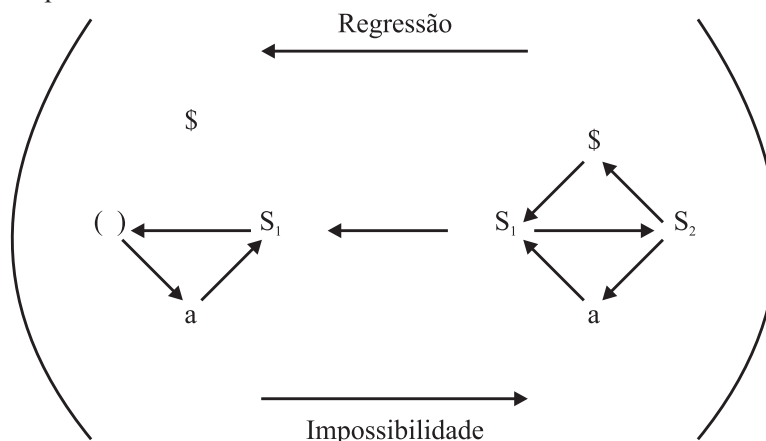 Regressão
$
$
( ) S₁ S₁ S₂
a a
Impossibilidade